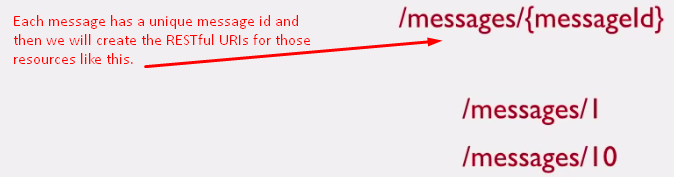 Each message has a unique message id and
then we will create the RESTful URIs for those
resources like this.
/messages/{messageId}
/messages/1
/messages/10